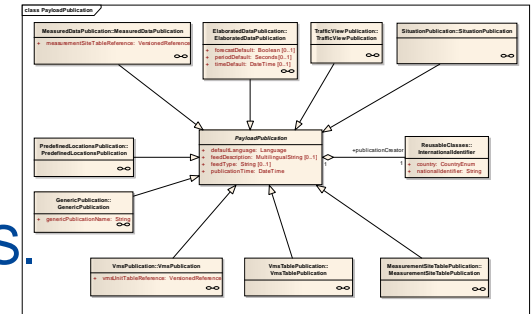 class PayloadPublication
MeasuredDataPublication::MeasuredDataPublication
+ measurementSiteTableReference: VersionedReference
ElaboratedDataPublication::
ElaboratedDataPublication
+ forecastDefault: Boolean [0..1]
+ periodDefault: Seconds [0..1]
+ timeDefault: DateTime [0..1]
TrafficViewPublication::
TrafficViewPublication
SituationPublication::SituationPublication
PredefinedLocationsPublication::
PredefinedLocationsPublication
PayloadPublication
+ defaultLanguage: Language
+ feedDescription: MultilingualString [0..1]
+ feedType: String [0..1]
+ publicationTime: DateTime
+publicationCreator
1
1
ReusableClasses::
InternationalIdentifier
+ country: CountryEnum
+ nationalIdentifier: String
GenericPublication::
GenericPublication
+ genericPublicationName: String
s.
VmsPublication::VmsPublication
+ vmsUnitTableReference: VersionedReference
VmsTablePublication::
VmsTablePublication
MeasurementSiteTablePublication::
MeasurementSiteTablePublication